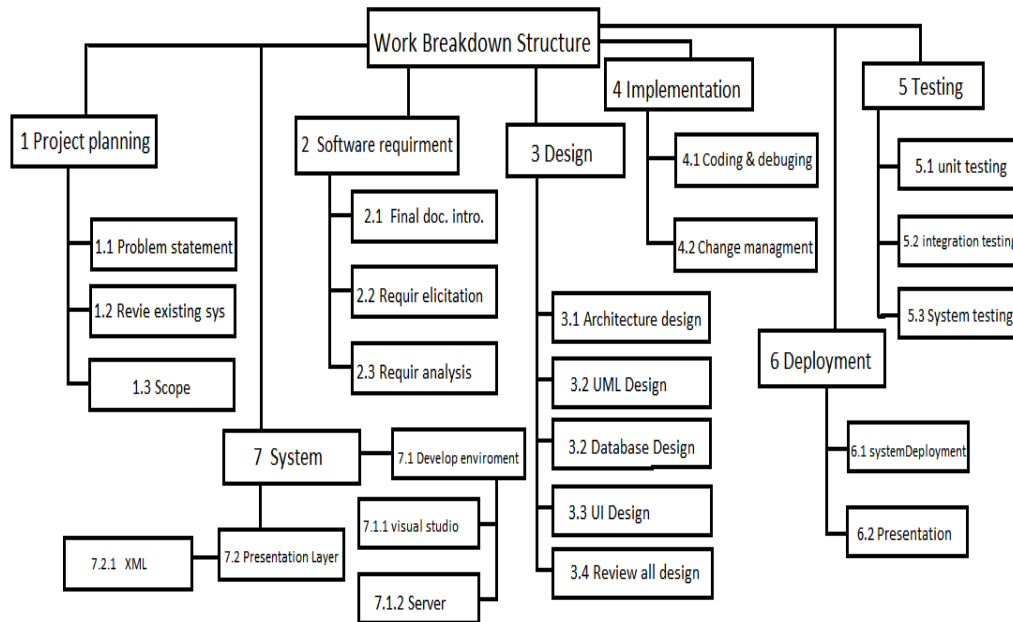 Work Breakdown Structure
1 Project planning
1.1 Problem statement
1.2 Revie existing sys
1.3 Scope
2 Software requirment
2.1 Final doc. intro.
2.2 Requir elicitation
2.3 Requir analysis
3 Design
3.1 Architecture design
3.2 UML Design
3.2 Database Design
3.3 UI Design
3.4 Review all design
4 Implementation
4.1 Coding & debuging
4.2 Change managment
5 Testing
5.1 unit testing
5.2 integration testing
5.3 System testing
6 Deployment
6.1 systemDeployment
6.2 Presentation
7 System
7.1 Develop enviroment
7.1.1 visual studio
7.1.2 Server
7.2 Presentation Layer
7.2.1 XML